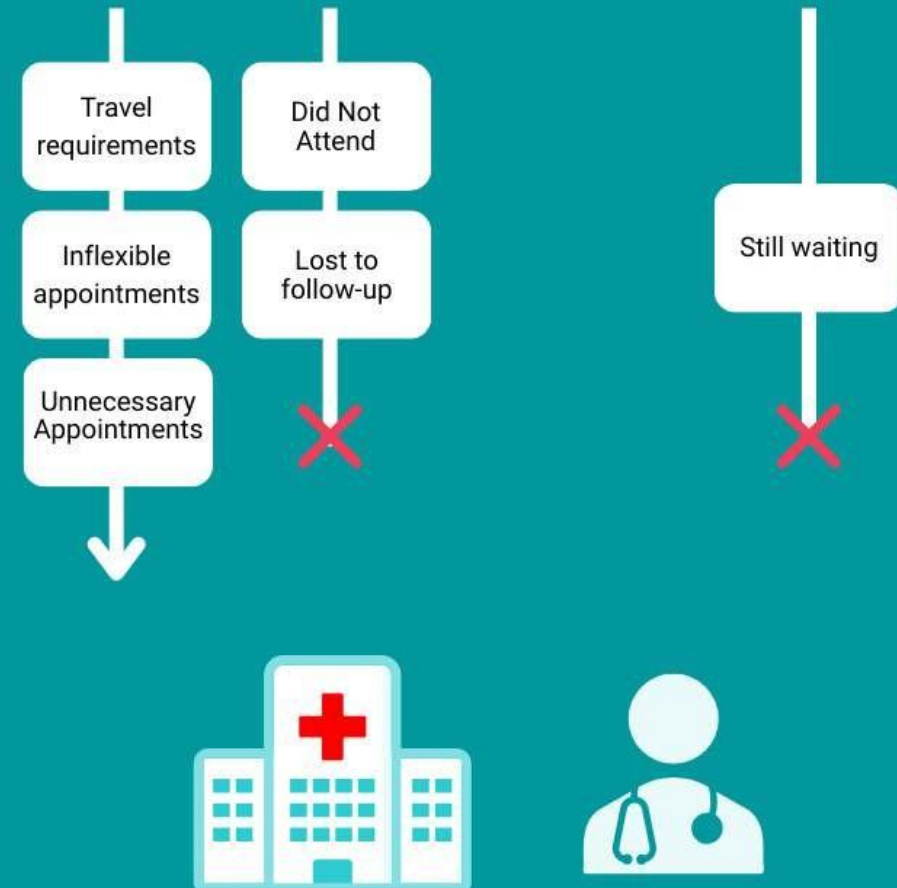 Travel
requirements
Inflexible
appointments
Unnecessary
Appointments
Did Not
Attend
Lost to
follow-up
Still waiting